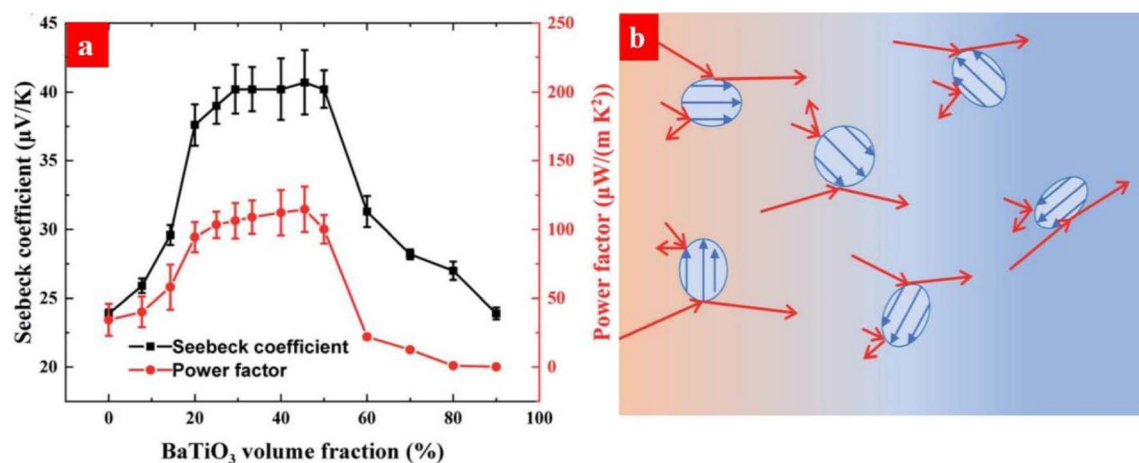 a
Seebeck coefficient (μV/K)
45
40
35
30
25
20
Seebeck coefficient
Power factor
0
20
40
60
80
100
BaTiO₃ volume fraction (%)
250
200
150
100
50
0
Power factor (μW/(m K²))
b